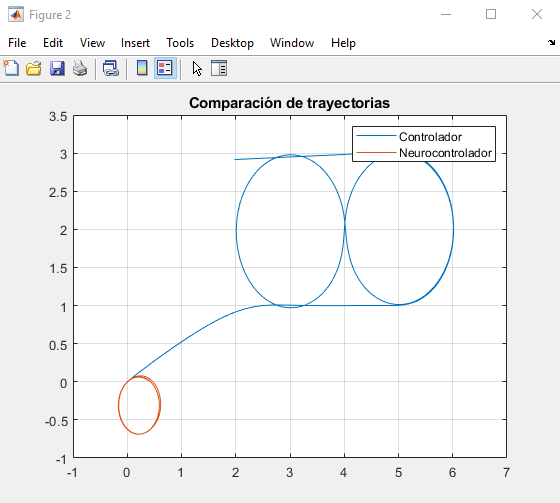 Figure 2
File Edit View Insert Tools Desktop Window Help
Comparación de trayectorias
Controlador
Neurocontrolador
3.5
3
2.5
2
1.5
1
0.5
0
-0.5
-1
-1 0 1 2 3 4 5 6 7